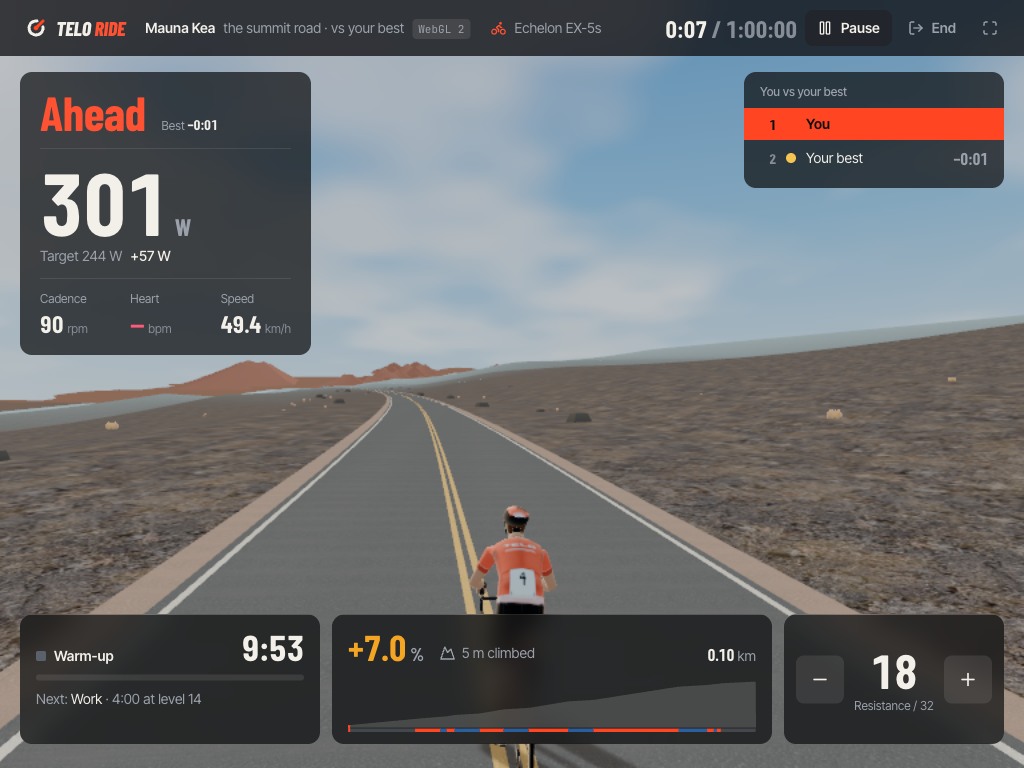 TELO RIDE
Mauna Kea the summit road · vs your best WebGL 2
Echelon EX-5s
0:07 / 1:00:00
Pause
End
Ahead Best −0:01
301 W
Target 244 W +57 W
Cadence Heart Speed
90 rpm — bpm 49.4 km/h
You vs your best
1 You
2 Your best −0:01
TELO
4
Warm-up 9:53
Next: Work · 4:00 at level 14
+7.0 % 5 m climbed 0.10 km
− 18 +
Resistance / 32